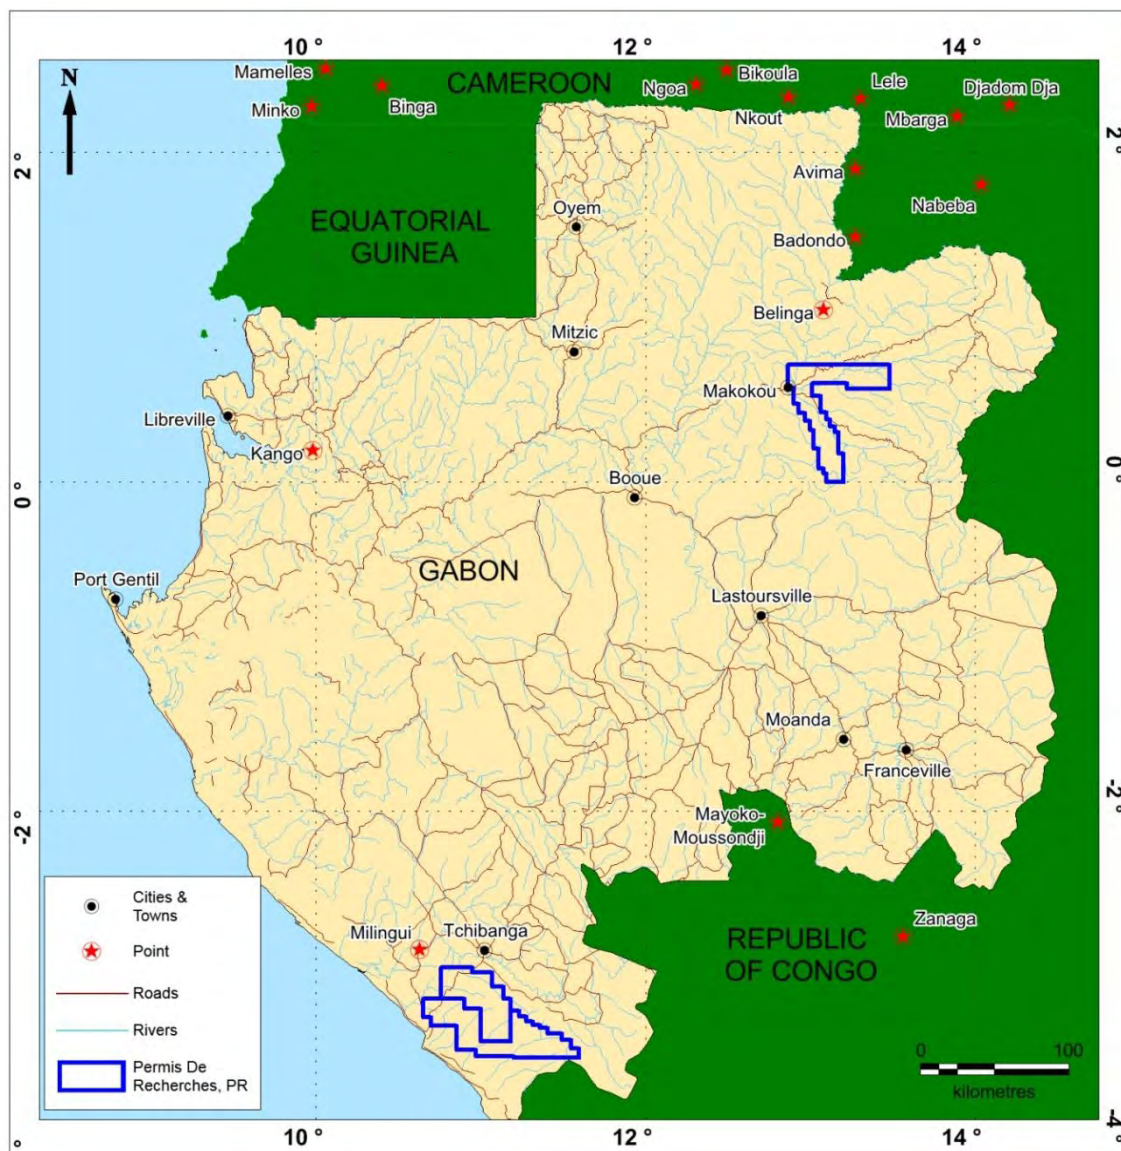 10 °
12 °
14 °
N
Mamelles
CAMEROON
Bikoula
Lele
Djadom Dja
Ngoa
Minko
Binga
Nkout
Mbarga
2°
2°
Avima
Nabeba
Oyem
EQUATORIAL
GUINEA
Badondo
Belinga
Mitzic
Makokou
Libreville
Kango
0°
0°
Booue
GABON
Port Gentil
Lastoursville
Moanda
Franceville
-2°
-2°
Mayoko-
Moussondji
Cities &
Towns
Point
Roads
Rivers
Permis De
Recherches, PR
Milingui
Tchibanga
Zanaga
REPUBLIC
OF CONGO
0
100
kilometres
°
-4°
10 °
12 °
14 °